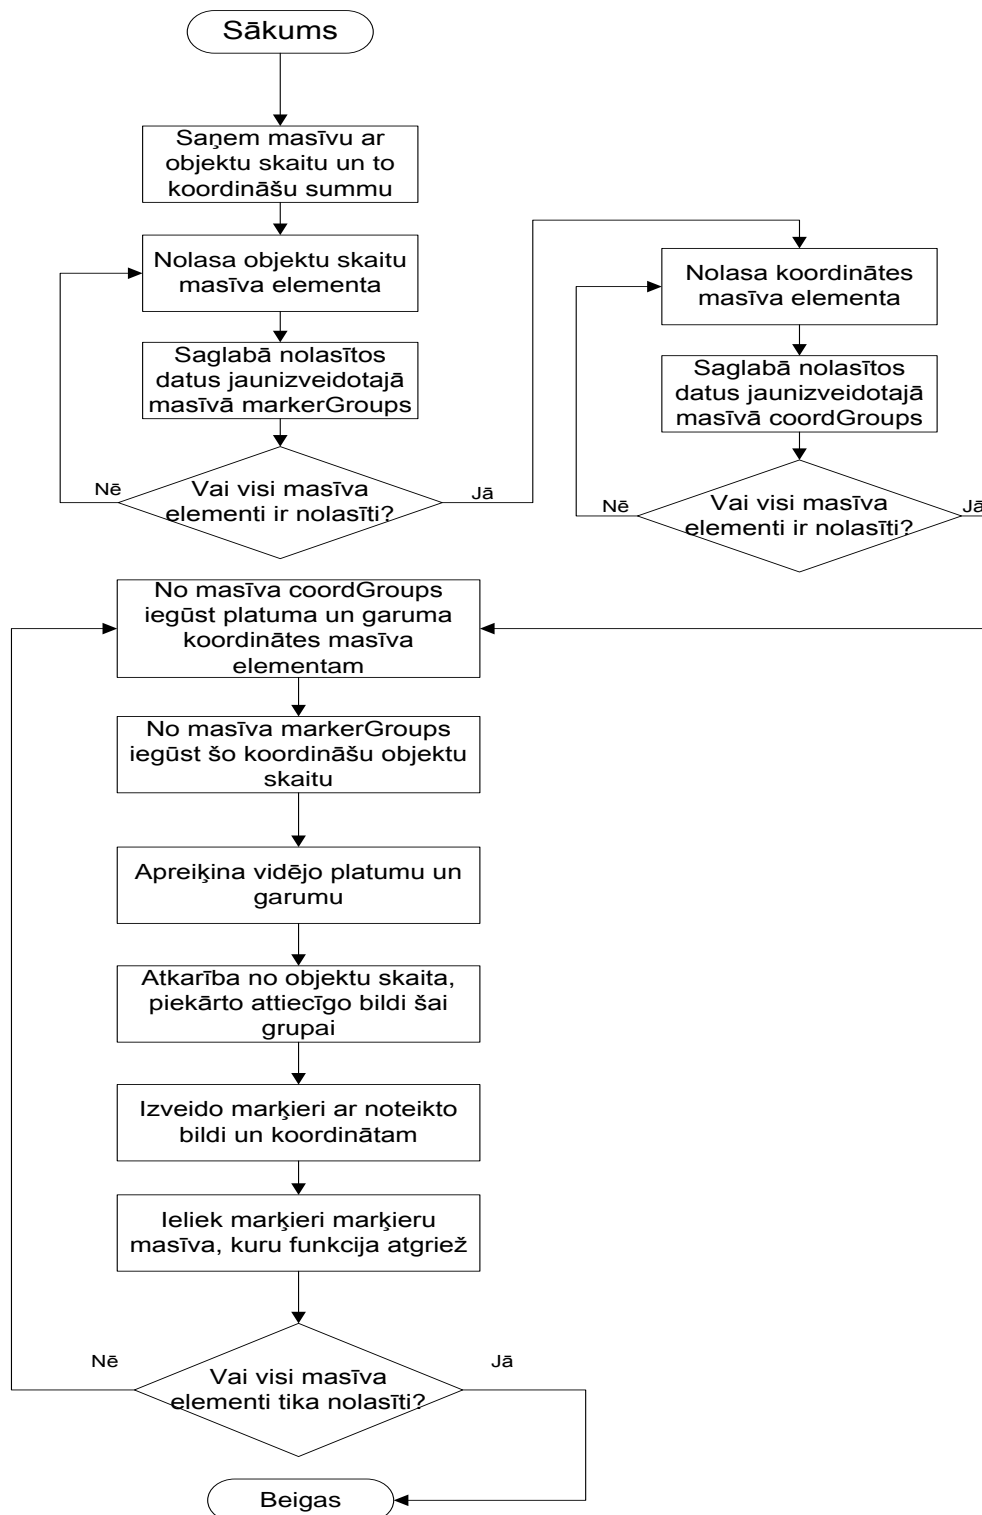 Sākums
Saņem masīvu ar
objektu skaitu un to
koordināšu summu
Nolasa objektu skaitu
masīva elementa
Saglabā nolasītos
datus jaunizveidotajā
masīvā markerGroups
Nē
Vai visi masīva
elementi ir nolasīti?
Jā
Nolasa koordinātes
masīva elementa
Saglabā nolasītos
datus jaunizveidotajā
masīvā coordGroups
Nē
Vai visi masīva
elementi ir nolasīti?
Jā
No masīva coordGroups
iegūst platuma un garuma
koordinātes masīva
elementam
No masīva markerGroups
iegūst šo koordināšu objektu
skaitu
Apreiķina vidējo platumu un
garumu
Atkarība no objektu skaita,
piekārto attiecīgo bildi šai
grupai
Izveido marķieri ar noteikto
bildi un koordinātam
Ieliek marķieri marķieru
masīva, kuru funkcija atgriež
Nē
Vai visi masīva
elementi tika nolasīti?
Jā
Beigas